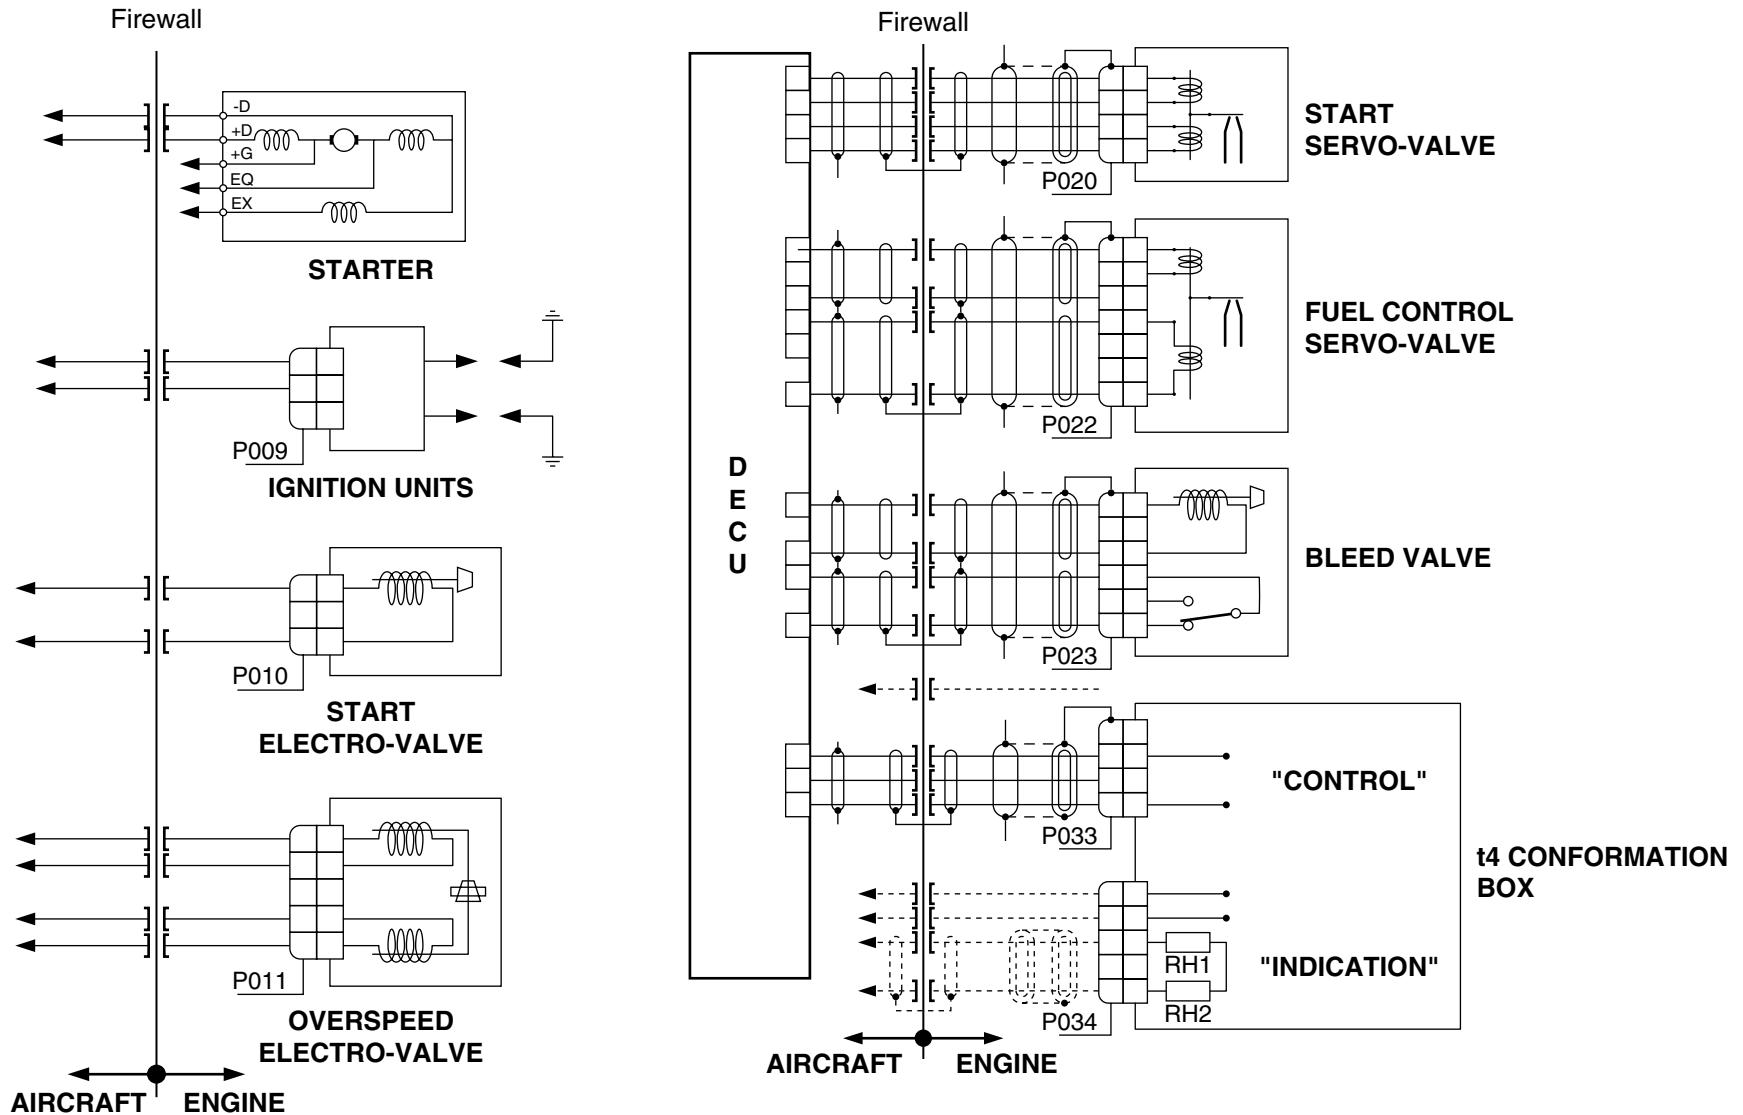 Firewall
-D
+D
+G
EQ
EX
STARTER
P009
IGNITION UNITS
P010
START
ELECTRO-VALVE
P011
OVERSPEED
ELECTRO-VALVE
AIRCRAFT
ENGINE
Firewall
D
E
C
U
P020
START
SERVO-VALVE
P022
FUEL CONTROL
SERVO-VALVE
P023
BLEED VALVE
P033
"CONTROL"
t4 CONFORMATION
BOX
RH1
"INDICATION"
RH2
P034
AIRCRAFT
ENGINE